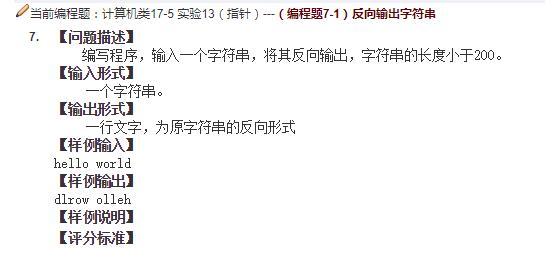 当前编程题：计算机类17-5 实验13（指针）---（编程题7-1）反向输出字符串
7. 【问题描述】
编写程序，输入一个字符串，将其反向输出，字符串的长度小于200。
【输入形式】
一个字符串。
【输出形式】
一行文字，为原字符串的反向形式
【样例输入】
hello world
【样例输出】
dlrow olleh
【样例说明】
【评分标准】